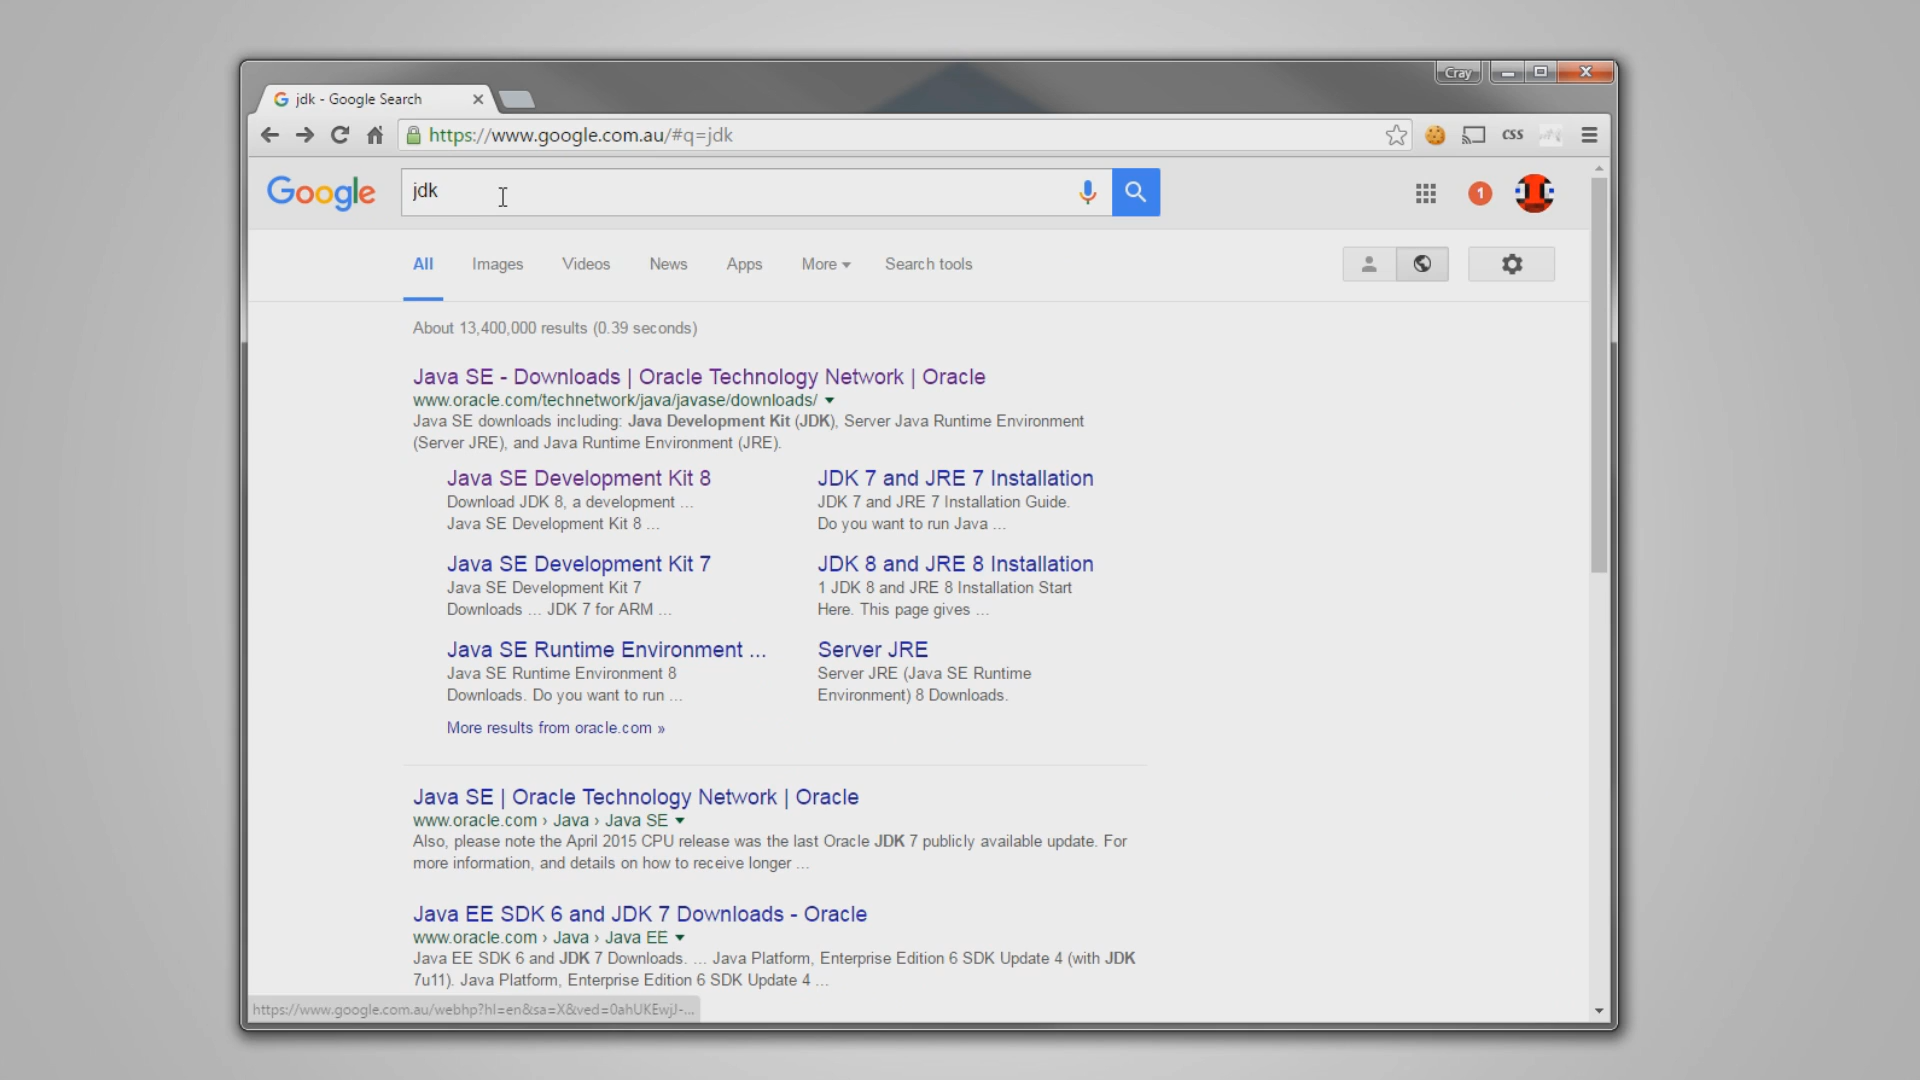 Cray
jdk - Google Search
https://www.google.com.au/#q=jdk
CSS
Google
jdk
1
All Images Videos News Apps More Search tools
About 13,400,000 results (0.39 seconds)
Java SE - Downloads | Oracle Technology Network | Oracle
www.oracle.com/technetwork/java/javase/downloads/
Java SE downloads including: Java Development Kit (JDK), Server Java Runtime Environment
(Server JRE), and Java Runtime Environment (JRE).
Java SE Development Kit 8
Download JDK 8, a development ...
Java SE Development Kit 8 ...
JDK 7 and JRE 7 Installation
JDK 7 and JRE 7 Installation Guide.
Do you want to run Java ...
Java SE Development Kit 7
Java SE Development Kit 7
Downloads ... JDK 7 for ARM ...
JDK 8 and JRE 8 Installation
1 JDK 8 and JRE 8 Installation Start
Here. This page gives ...
Java SE Runtime Environment ...
Java SE Runtime Environment 8
Downloads. Do you want to run ...
Server JRE
Server JRE (Java SE Runtime
Environment) 8 Downloads.
More results from oracle.com »
Java SE | Oracle Technology Network | Oracle
www.oracle.com › Java › Java SE
Also, please note the April 2015 CPU release was the last Oracle JDK 7 publicly available update. For
more information, and details on how to receive longer ...
Java EE SDK 6 and JDK 7 Downloads - Oracle
www.oracle.com › Java › Java EE
Java EE SDK 6 and JDK 7 Downloads. ... Java Platform, Enterprise Edition 6 SDK Update 4 (with JDK
7u11). Java Platform, Enterprise Edition 6 SDK Update 4 ...
https://www.google.com.au/webhp?hl=en&sa=X&ved=0ahUKEwjJ-...